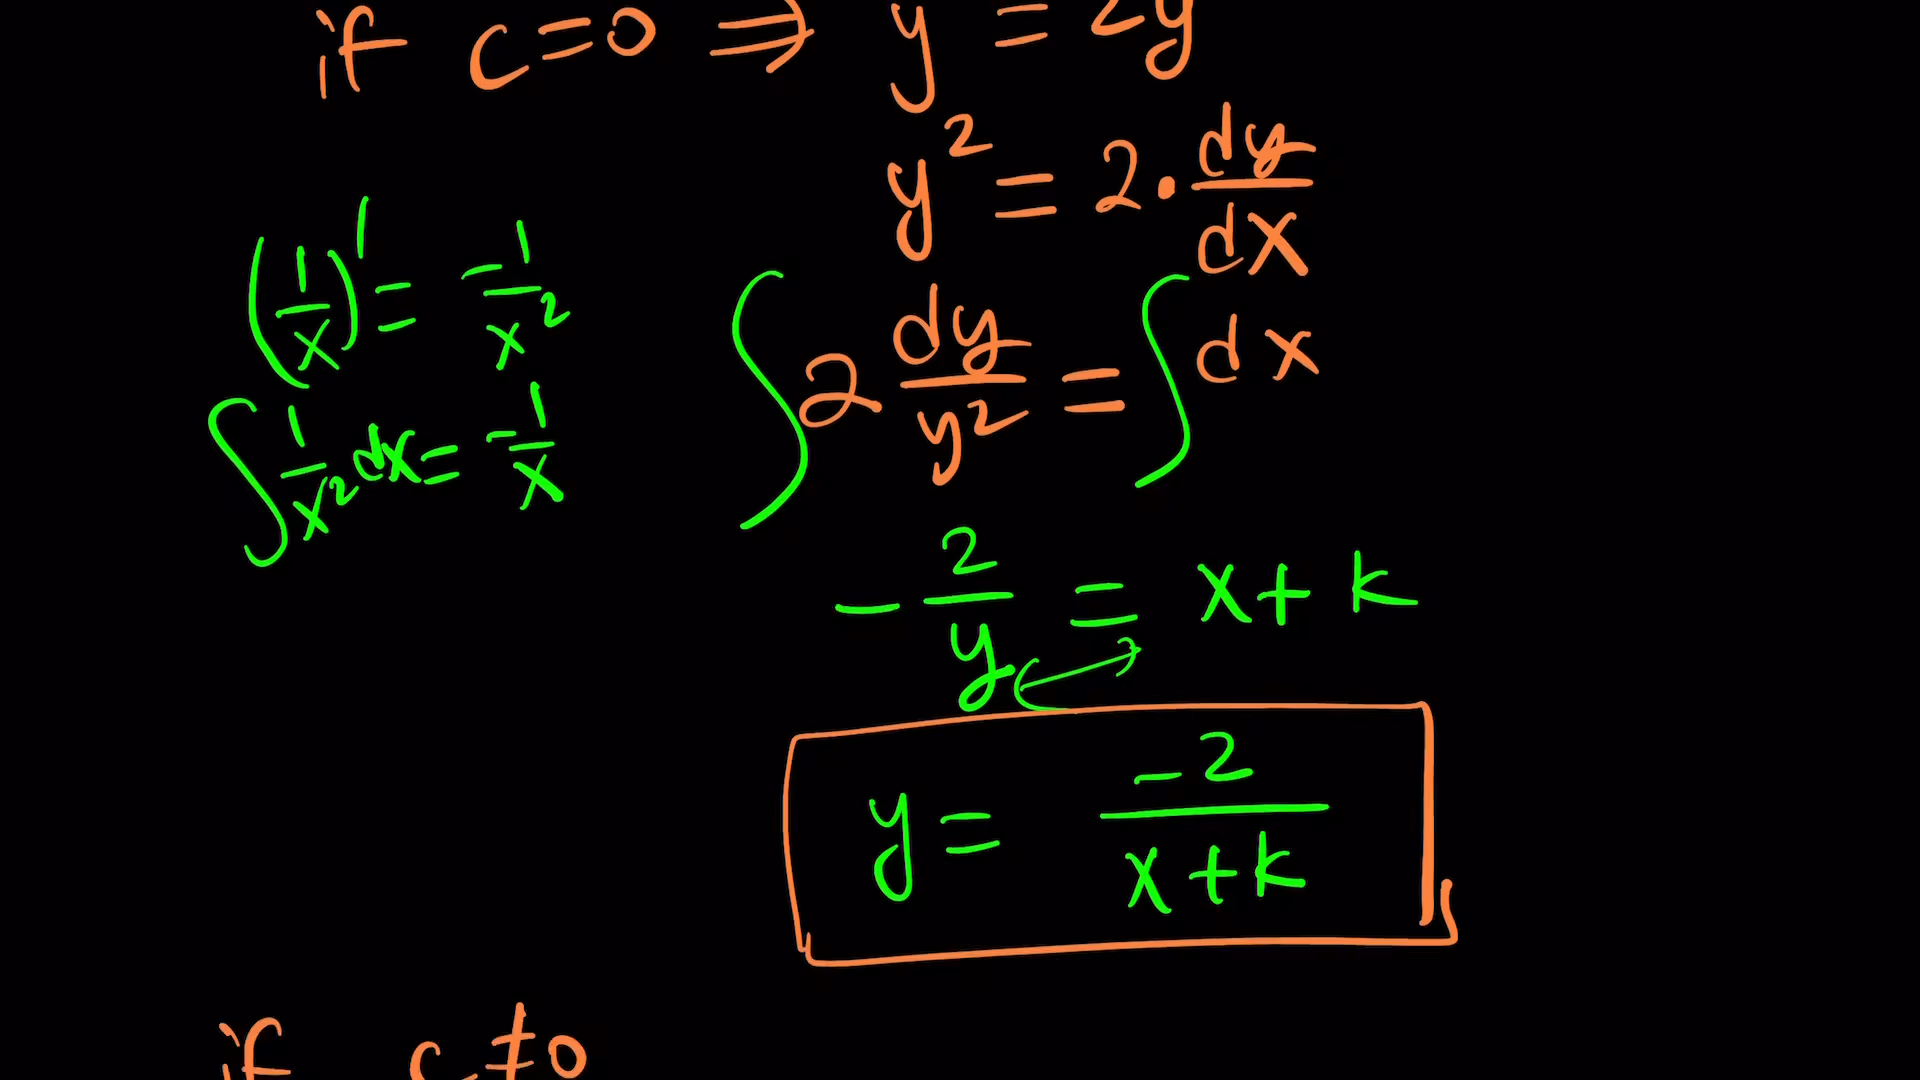 if c=0 ⇒ y = 2y
y² = 2·dy/dx
(1/x)' = -1/x²
∫2 dy/y² = ∫dx
∫1/x² dx = -1/x
-2/y = x+k
y = -2/(x+k)
if c≠0